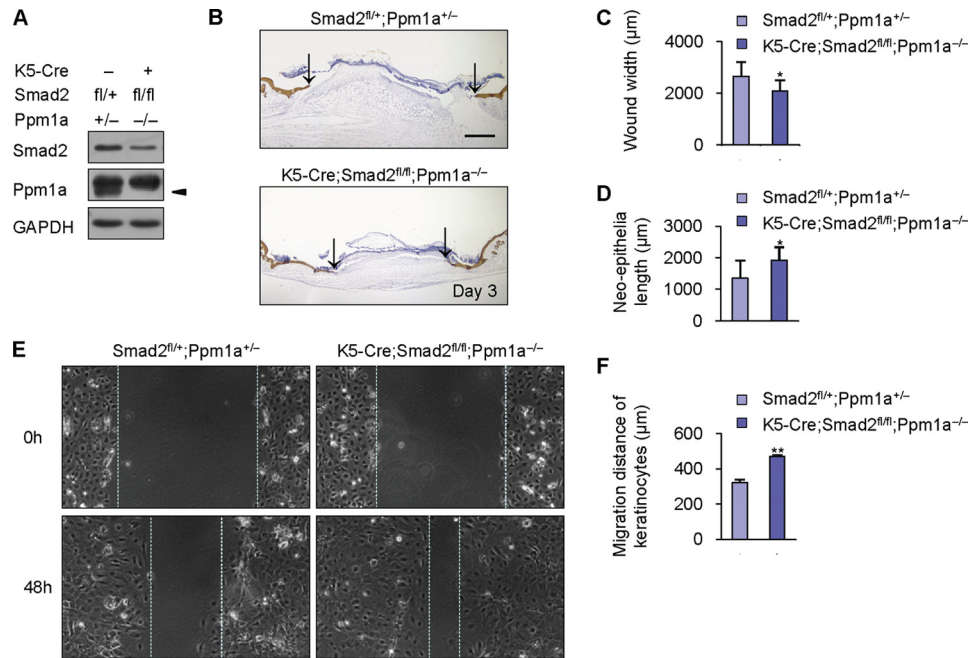 A
K5-Cre – +
Smad2 fl/+ fl/fl
Ppm1a +/– –/–
Smad2
Ppm1a
GAPDH
B
Smad2fl/+;Ppm1a+/–
K5-Cre;Smad2fl/fl;Ppm1a–/–
Day 3
C
Smad2fl/+;Ppm1a+/–
K5-Cre;Smad2fl/fl;Ppm1a–/–
Wound width (µm)
4000
2000
0
*
D
Smad2fl/+;Ppm1a+/–
K5-Cre;Smad2fl/fl;Ppm1a–/–
Neo-epithelia
length (µm)
3000
2000
1000
0
*
E
Smad2fl/+;Ppm1a+/–
K5-Cre;Smad2fl/fl;Ppm1a–/–
0h
48h
F
Smad2fl/+;Ppm1a+/–
K5-Cre;Smad2fl/fl;Ppm1a–/–
Migration distance of
keratinocytes (µm)
600
400
200
0
**